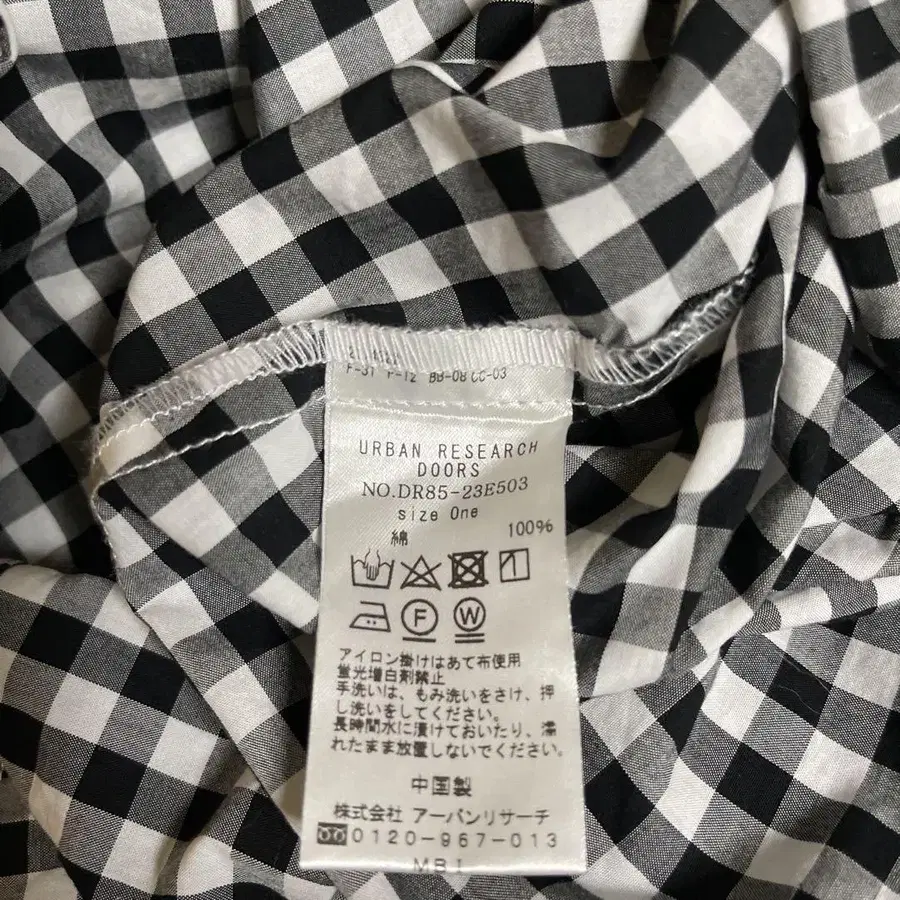 F-31 F-12 BB-08 CC-03
URBAN RESEARCH
DOORS
NO.DR85-23E503
size One
綿 100%
F W
アイロン掛けはあて布使用
蛍光増白剤禁止
手洗いは、もみ洗いをさけ、押
し洗いをしてください。
長時間水に漬けておいたり、濡
れたまま放置しないでください。
中国製
株式会社 アーバンリサーチ
0120-967-013
MBI